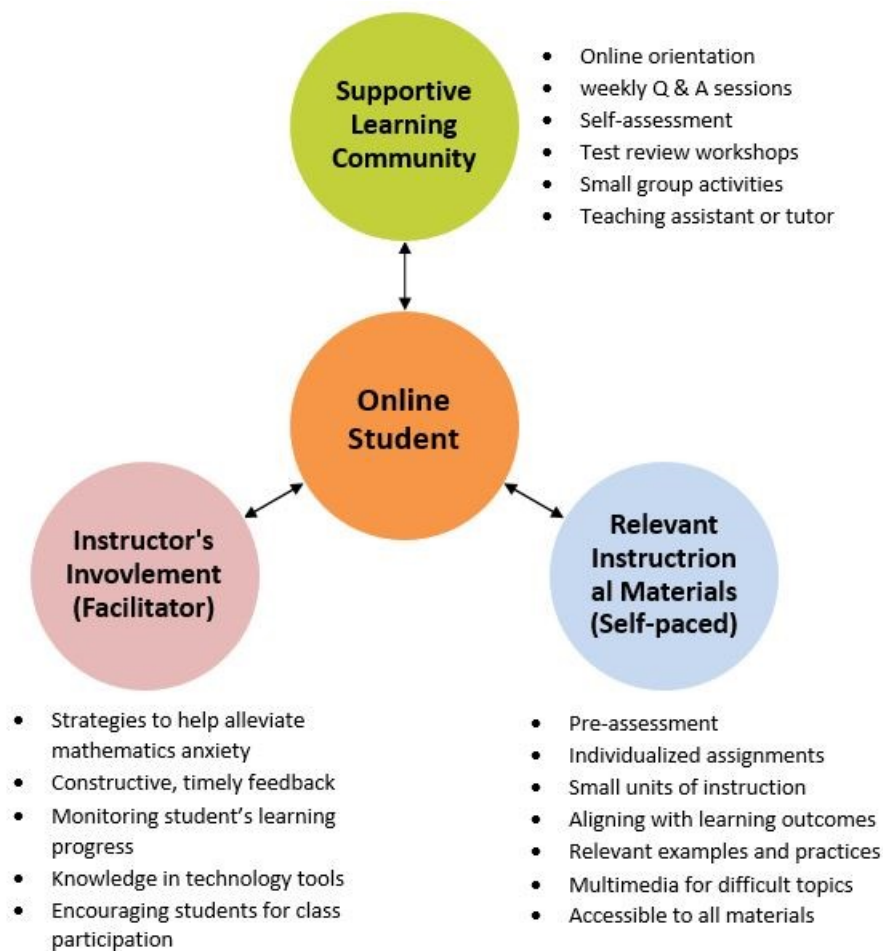 Supportive
Learning
Community
• Online orientation
• weekly Q & A sessions
• Self-assessment
• Test review workshops
• Small group activities
• Teaching assistant or tutor
Online
Student
Instructor's
Invovlement
(Facilitator)
Relevant
Instructrion
al Materials
(Self-paced)
• Strategies to help alleviate
mathematics anxiety
• Constructive, timely feedback
• Monitoring student’s learning
progress
• Knowledge in technology tools
• Encouraging students for class
participation
• Pre-assessment
• Individualized assignments
• Small units of instruction
• Aligning with learning outcomes
• Relevant examples and practices
• Multimedia for difficult topics
• Accessible to all materials